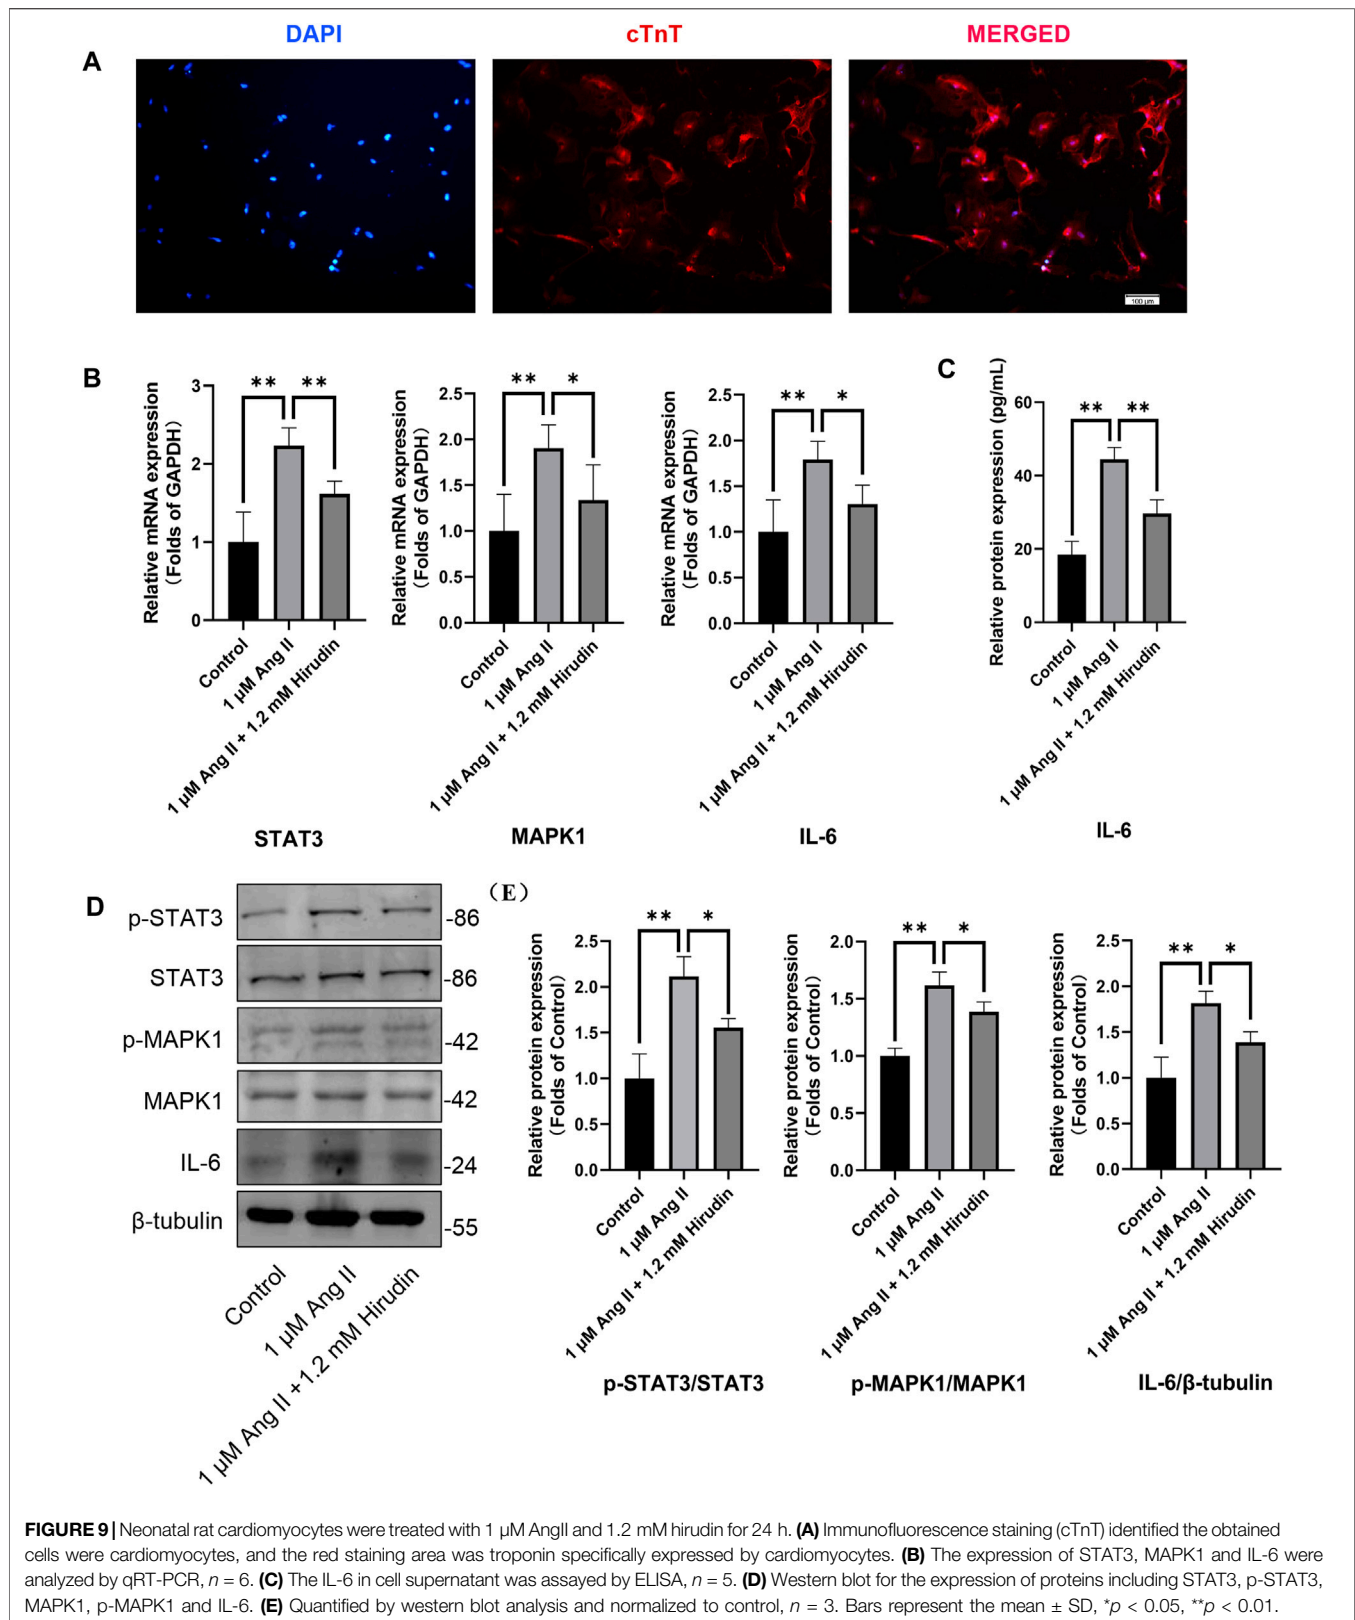 DAPI cTnT MERGED
A
100 µm
B
Relative mRNA expression
(Folds of GAPDH)
3
2
1
0
** **
Control
1 µM Ang II
1 µM Ang II + 1.2 mM Hirudin
STAT3
Relative mRNA expression
(Folds of GAPDH)
2.5
2.0
1.5
1.0
0.5
0.0
** *
Control
1 µM Ang II
1 µM Ang II + 1.2 mM Hirudin
MAPK1
Relative mRNA expression
(Folds of GAPDH)
2.5
2.0
1.5
1.0
0.5
0.0
** *
Control
1 µM Ang II
1 µM Ang II + 1.2 mM Hirudin
IL-6
C
Relative protein expression (pg/mL)
60
40
20
0
** **
Control
1 µM Ang II
1 µM Ang II + 1.2 mM Hirudin
IL-6
D
p-STAT3 -86
STAT3 -86
p-MAPK1 -42
MAPK1 -42
IL-6 -24
β-tubulin -55
Control
1 µM Ang II
1 µM Ang II +1.2 mM Hirudin
(E)
Relative protein expression
(Folds of Control)
2.5
2.0
1.5
1.0
0.5
0.0
** *
Control
1 µM Ang II
1 µM Ang II + 1.2 mM Hirudin
p-STAT3/STAT3
Relative protein expression
(Folds of Control)
2.0
1.5
1.0
0.5
0.0
** *
Control
1 µM Ang II
1 µM Ang II + 1.2 mM Hirudin
p-MAPK1/MAPK1
Relative protein expression
(Folds of Control)
2.5
2.0
1.5
1.0
0.5
0.0
** *
Control
1 µM Ang II
1 µM Ang II + 1.2 mM Hirudin
IL-6/β-tubulin
FIGURE 9 | Neonatal rat cardiomyocytes were treated with 1 µM AngII and 1.2 mM hirudin for 24 h. (A) Immunofluorescence staining (cTnT) identified the obtained
cells were cardiomyocytes, and the red staining area was troponin specifically expressed by cardiomyocytes. (B) The expression of STAT3, MAPK1 and IL-6 were
analyzed by qRT-PCR, n = 6. (C) The IL-6 in cell supernatant was assayed by ELISA, n = 5. (D) Western blot for the expression of proteins including STAT3, p-STAT3,
MAPK1, p-MAPK1 and IL-6. (E) Quantified by western blot analysis and normalized to control, n = 3. Bars represent the mean ± SD, *p < 0.05, **p < 0.01.